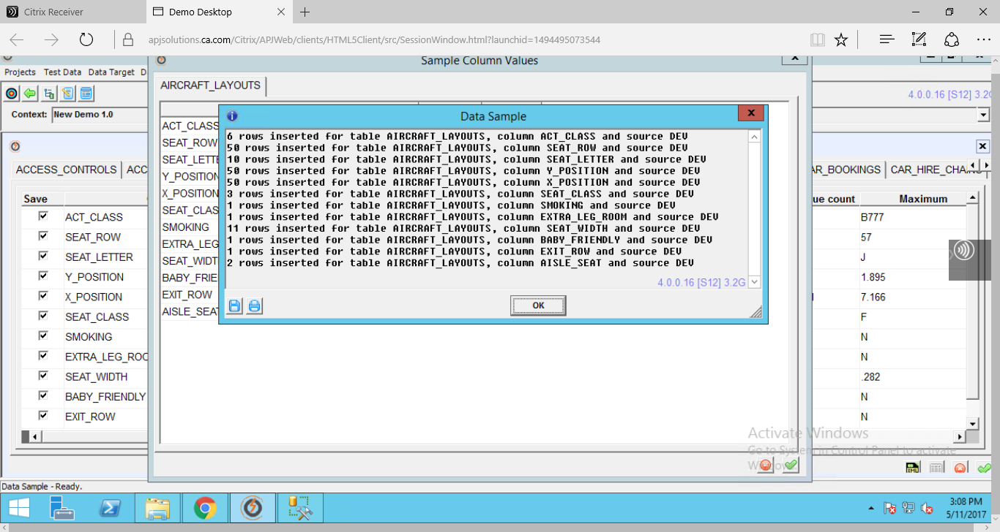 Citrix Receiver
Demo Desktop
apjsolutions.ca.com/Citrix/APJWeb/clients/HTML5Client/src/SessionWindow.html?launchid=1494495073544
Sample Column Values
Projects Test Data Data Target D
AIRCRAFT_LAYOUTS
4.0.0.16 [S12] 3.2G
Context: New Demo 1.0
Data Sample
6 rows inserted for table AIRCRAFT_LAYOUTS, column ACT_CLASS and source DEV
50 rows inserted for table AIRCRAFT_LAYOUTS, column SEAT_ROW and source DEV
10 rows inserted for table AIRCRAFT_LAYOUTS, column SEAT_LETTER and source DEV
50 rows inserted for table AIRCRAFT_LAYOUTS, column Y_POSITION and source DEV
50 rows inserted for table AIRCRAFT_LAYOUTS, column X_POSITION and source DEV
3 rows inserted for table AIRCRAFT_LAYOUTS, column SEAT_CLASS and source DEV
1 rows inserted for table AIRCRAFT_LAYOUTS, column SMOKING and source DEV
1 rows inserted for table AIRCRAFT_LAYOUTS, column EXTRA_LEG_ROOM and source DEV
11 rows inserted for table AIRCRAFT_LAYOUTS, column SEAT_WIDTH and source DEV
1 rows inserted for table AIRCRAFT_LAYOUTS, column BABY_FRIENDLY and source DEV
1 rows inserted for table AIRCRAFT_LAYOUTS, column EXIT_ROW and source DEV
2 rows inserted for table AIRCRAFT_LAYOUTS, column AISLE_SEAT and source DEV
4.0.0.16 [S12] 3.2G
OK
ACT_CLASS
SEAT_ROW
SEAT_LETTE
Y_POSITION
X_POSITION
SEAT_CLAS
SMOKING
EXTRA_LEG
SEAT_WIDT
BABY_FRIE
EXIT_ROW
AISLE_SEAT
ACCESS_CONTROLS ACC
AR_BOOKINGS CAR_HIRE_CHAINS
Save
ue count Maximum
ACT_CLASS B777
SEAT_ROW 57
SEAT_LETTER J
Y_POSITION 1.895
X_POSITION 7.166
SEAT_CLASS F
SMOKING N
EXTRA_LEG_ROO N
SEAT_WIDTH .282
BABY_FRIENDLY N
EXIT_ROW N
Activate Windows
Go to System in Control Panel to activate
Windows.
XML
Data Sample - Ready.
3:08 PM
5/11/2017